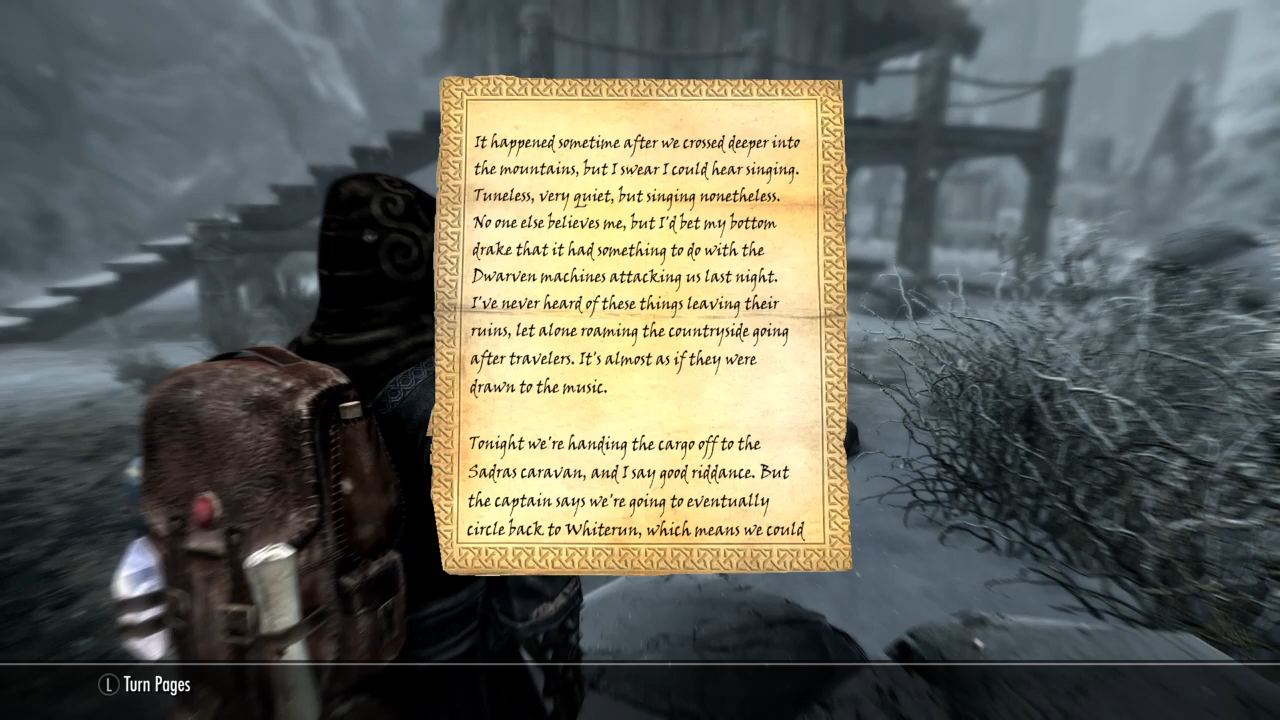 It happened sometime after we crossed deeper into
the mountains, but I swear I could hear singing.
Tuneless, very quiet, but singing nonetheless.
No one else believes me, but I'd bet my bottom
drake that it had something to do with the
Dwarven machines attacking us last night.
I've never heard of these things leaving their
ruins, let alone roaming the countryside going
after travelers. It's almost as if they were
drawn to the music.
Tonight we're handing the cargo off to the
Sadras caravan, and I say good riddance. But
the captain says we're going to eventually
circle back to Whiterun, which means we could
L Turn Pages